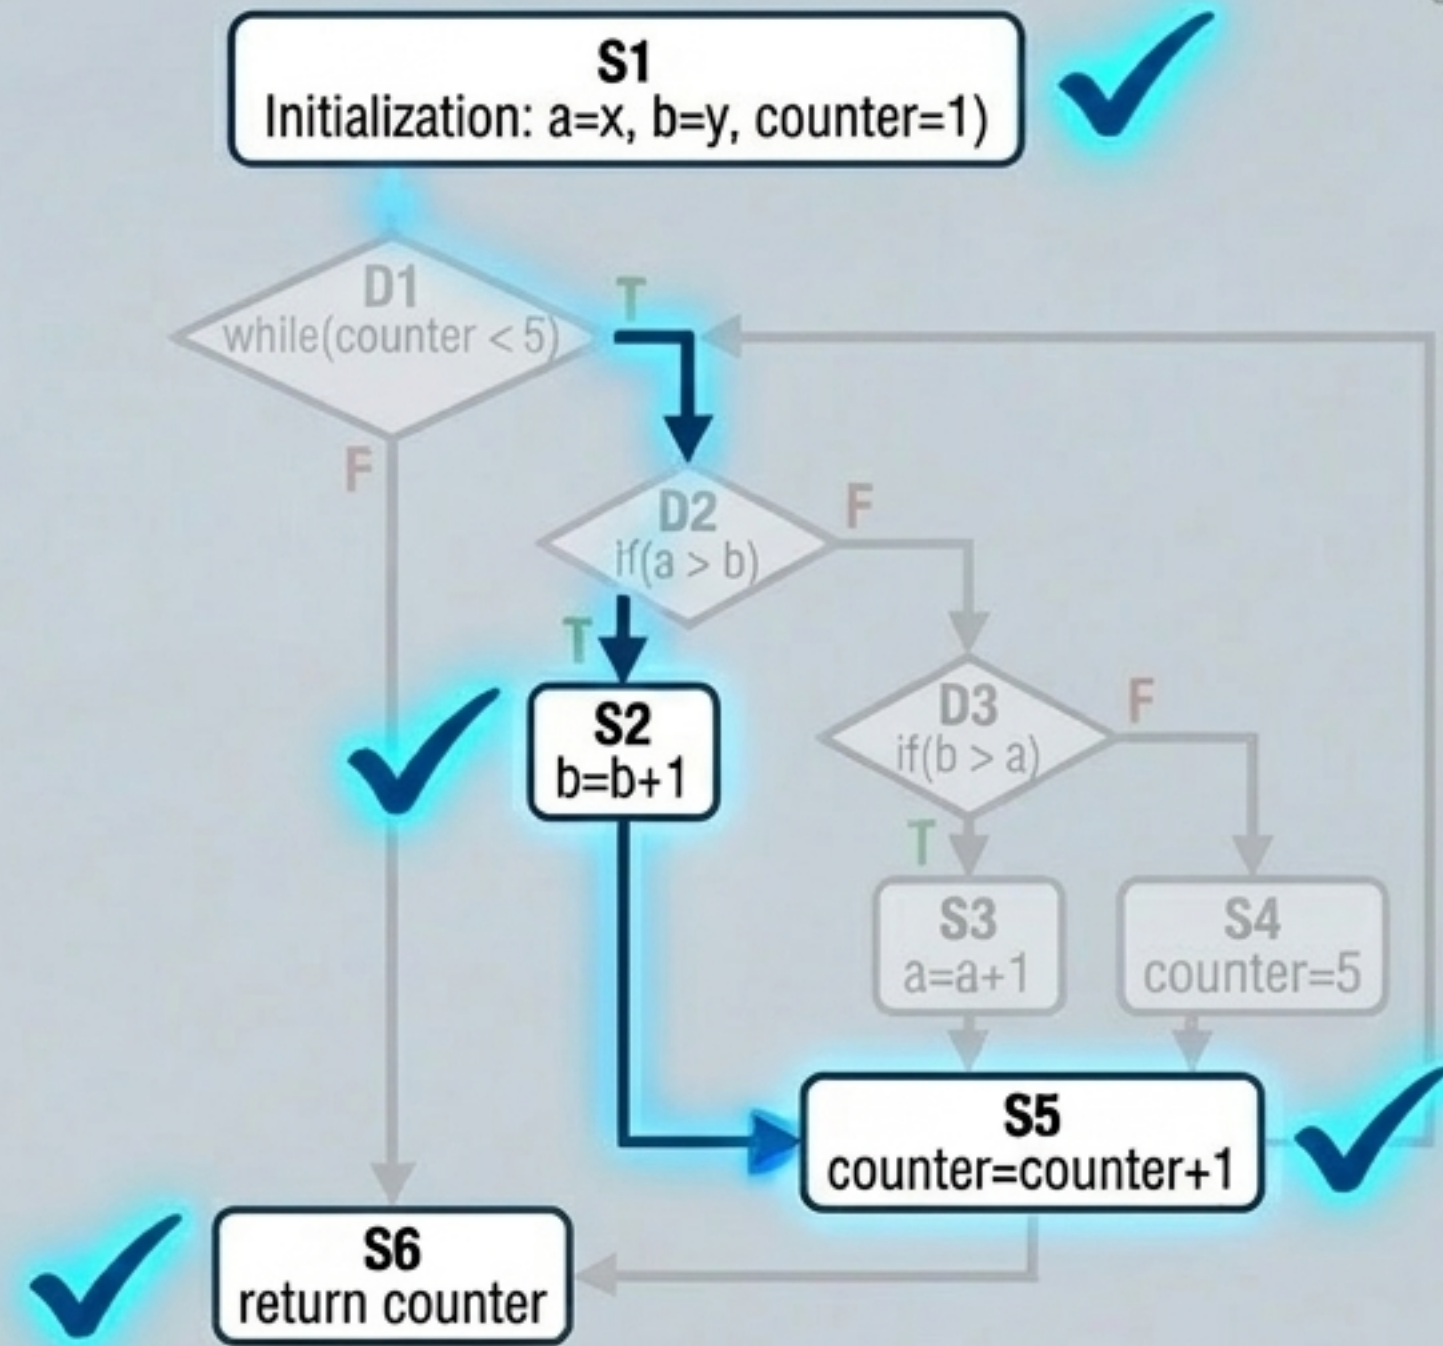 S1
Initialization: a=x, b=y, counter=1)
D1
while(counter < 5)
T
F
D2
if(a > b)
F
T
S2
b=b+1
D3
if(b > a)
F
T
S3
a=a+1
S4
counter=5
S5
counter=counter+1
S6
return counter